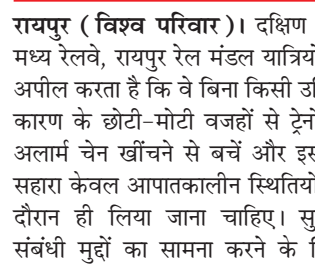 रायपुर ( विश्व परिवार )। दक्षिण
मध्य रेलवे, रायपुर रेल मंडल
अपील करता है कि वे बिना किसी
कारण के छोटी-मोटी वजहों से
अलार्म चेन खींचने से बचें और
सहारा केवल आपातकालीन
दौरान ही लिया जाना चाहिए।
संबंधी मुद्दों का सामना करने के